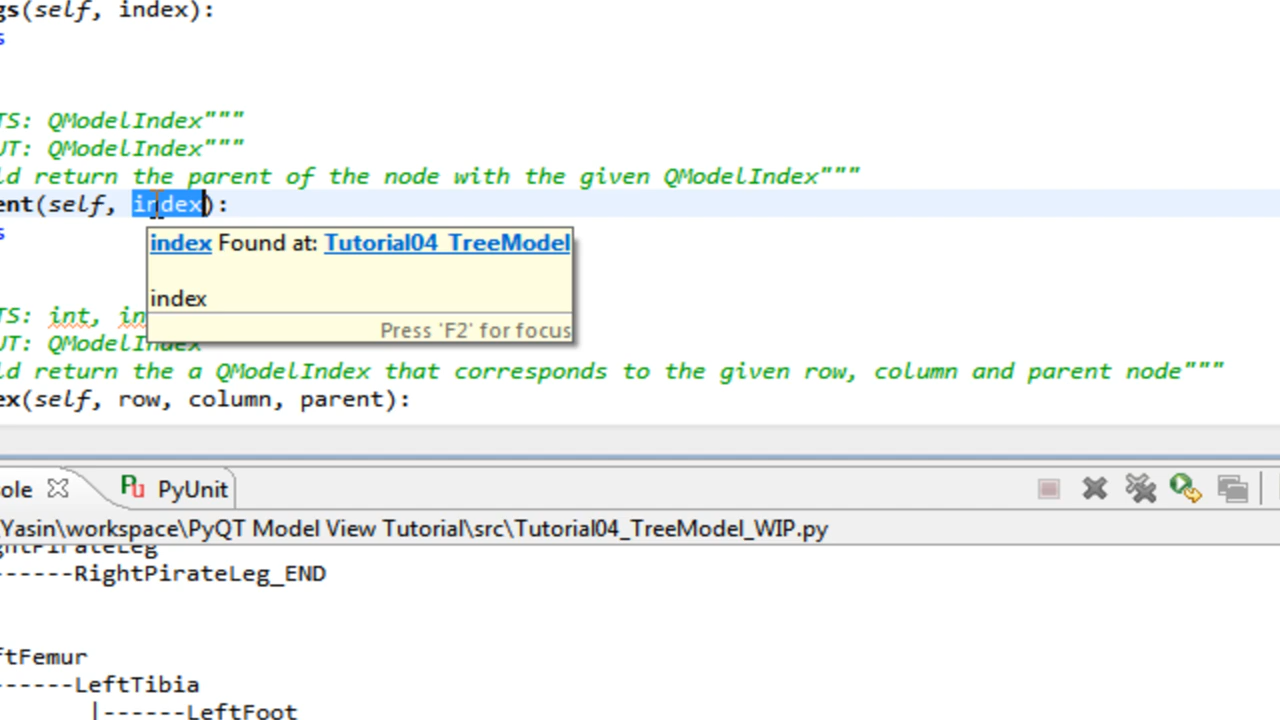 gs(self, index):
s
TS: QModelIndex"""
UT: QModelIndex"""
ld return the parent of the node with the given QModelIndex"""
ent(self, index):
s
index Found at: Tutorial04_TreeModel
index
Press 'F2' for focus
TS: int, in
UT: QModelIndex
ld return the a QModelIndex that corresponds to the given row, column and parent node"""
ex(self, row, column, parent):
ole PyUnit
Yasin\workspace\PyQT Model View Tutorial\src\Tutorial04_TreeModel_WIP.py
ghtPirateLeg
------RightPirateLeg_END
ftFemur
------LeftTibia
|------LeftFoot